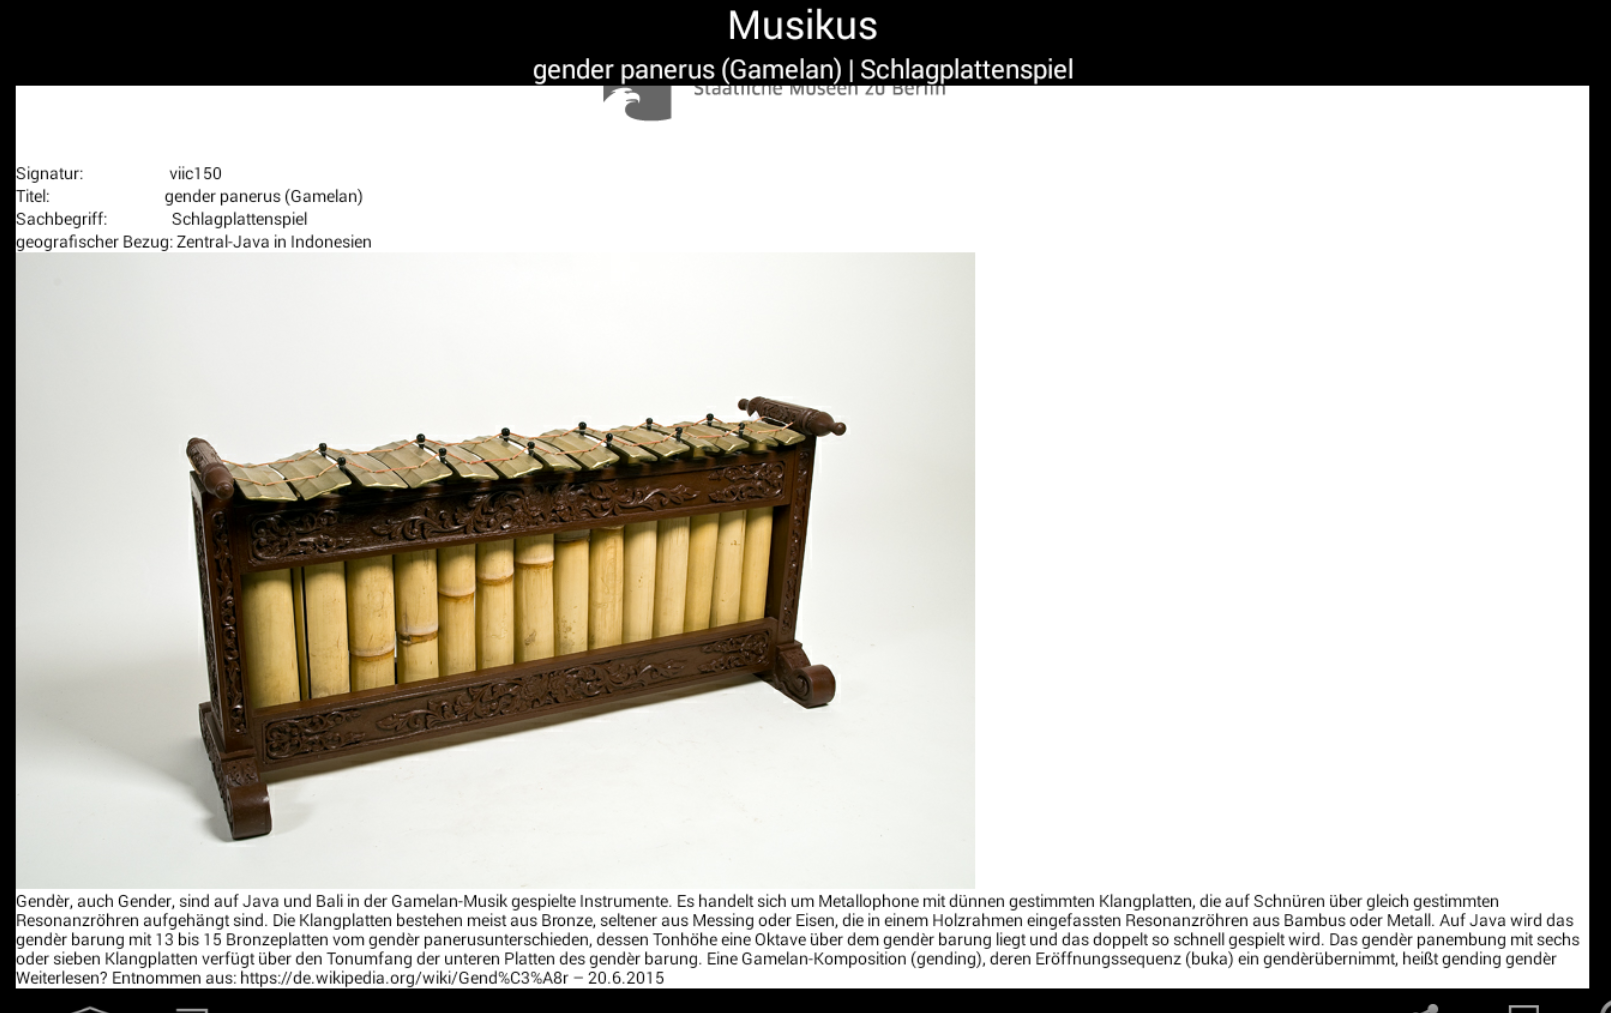 Musikus
gender panerus (Gamelan) | Schlagplattenspiel
Staatliche Museen zu Berlin
Signatur: viic150
Titel: gender panerus (Gamelan)
Sachbegriff: Schlagplattenspiel
geografischer Bezug: Zentral-Java in Indonesien
Gendèr, auch Gender, sind auf Java und Bali in der Gamelan-Musik gespielte Instrumente. Es handelt sich um Metallophone mit dünnen gestimmten Klangplatten, die auf Schnüren über gleich gestimmten
Resonanzröhren aufgehängt sind. Die Klangplatten bestehen meist aus Bronze, seltener aus Messing oder Eisen, die in einem Holzrahmen eingefassten Resonanzröhren aus Bambus oder Metall. Auf Java wird das
gendèr barung mit 13 bis 15 Bronzeplatten vom gendèr panerusunterschieden, dessen Tonhöhe eine Oktave über dem gendèr barung liegt und das doppelt so schnell gespielt wird. Das gendèr panembung mit sechs
oder sieben Klangplatten verfügt über den Tonumfang der unteren Platten des gendèr barung. Eine Gamelan-Komposition (gending), deren Eröffnungssequenz (buka) ein gendèrübernimmt, heißt gending gendèr
Weiterlesen? Entnommen aus: https://de.wikipedia.org/wiki/Gend%C3%A8r – 20.6.2015